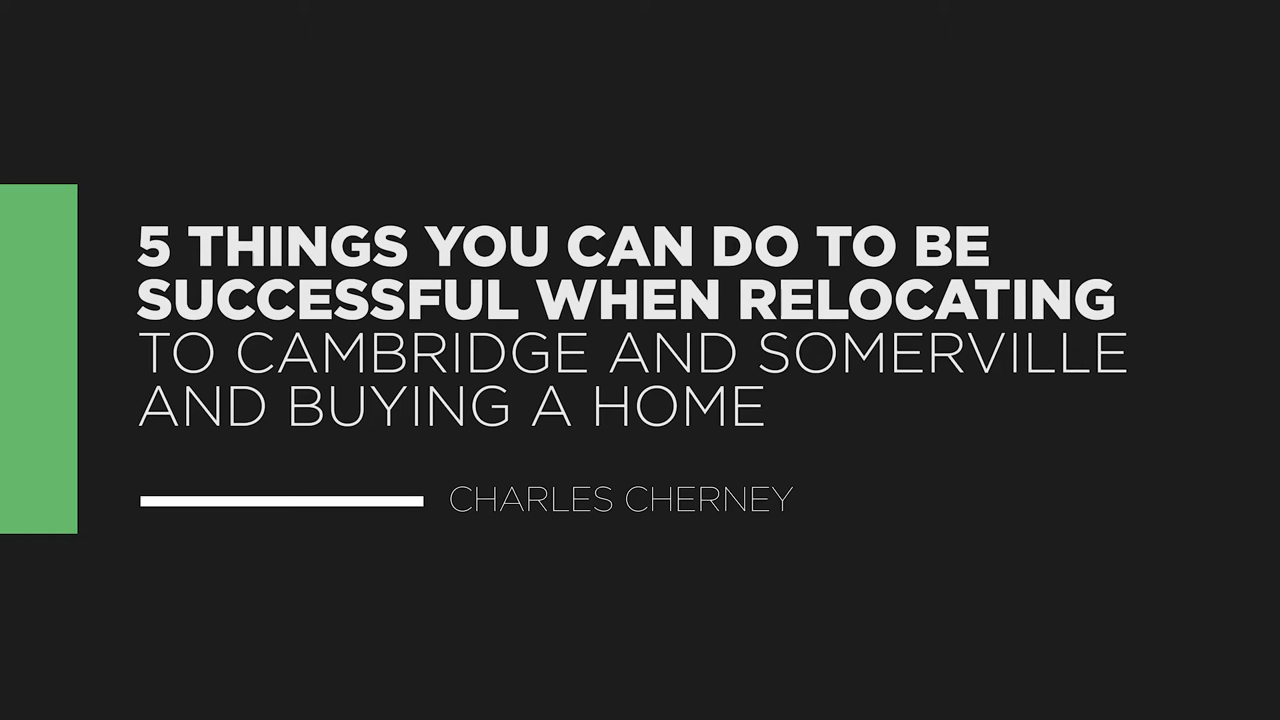 5 THINGS YOU CAN DO TO BE
SUCCESSFUL WHEN RELOCATING
TO CAMBRIDGE AND SOMERVILLE
AND BUYING A HOME
CHARLES CHERNEY